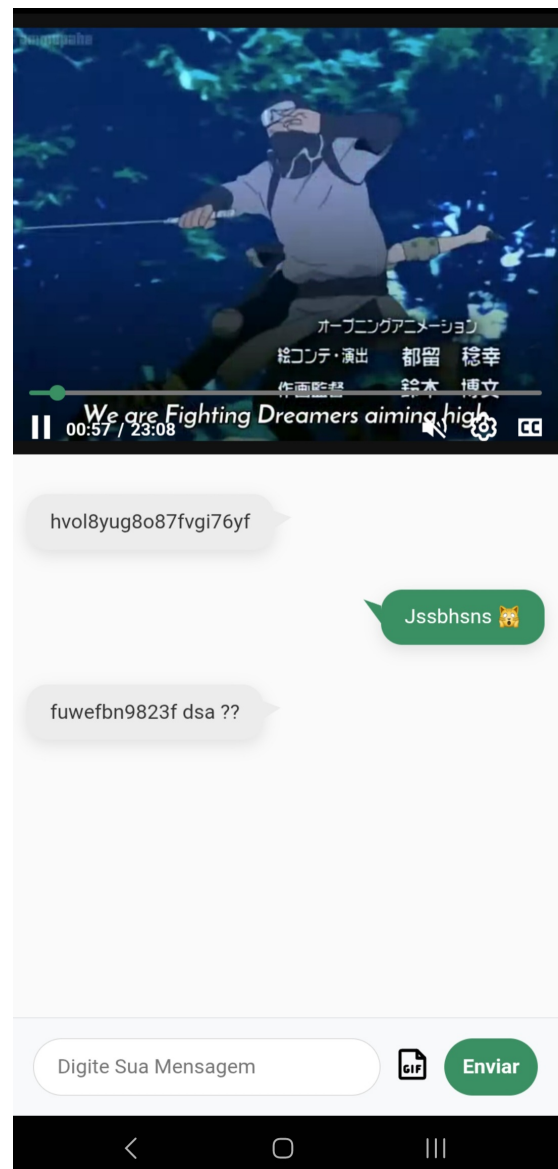 オープニングアニメーション
絵コンテ・演出 都留 稔幸
作画監督 鈴木 博文
We are Fighting Dreamers aiming high
00:57 / 23:08
CC
hvol8yug8o87fvgi76yf
Jssbhsns 🙀
fuwefbn9823f dsa ??
Digite Sua Mensagem
GIF
Enviar